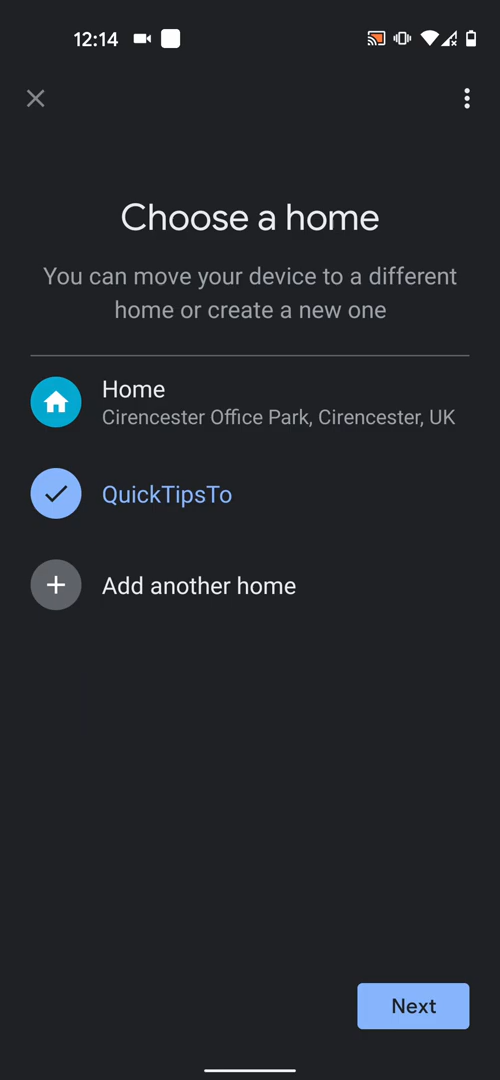 12:14
Choose a home
You can move your device to a different
home or create a new one
Home
Cirencester Office Park, Cirencester, UK
QuickTipsTo
Add another home
Next